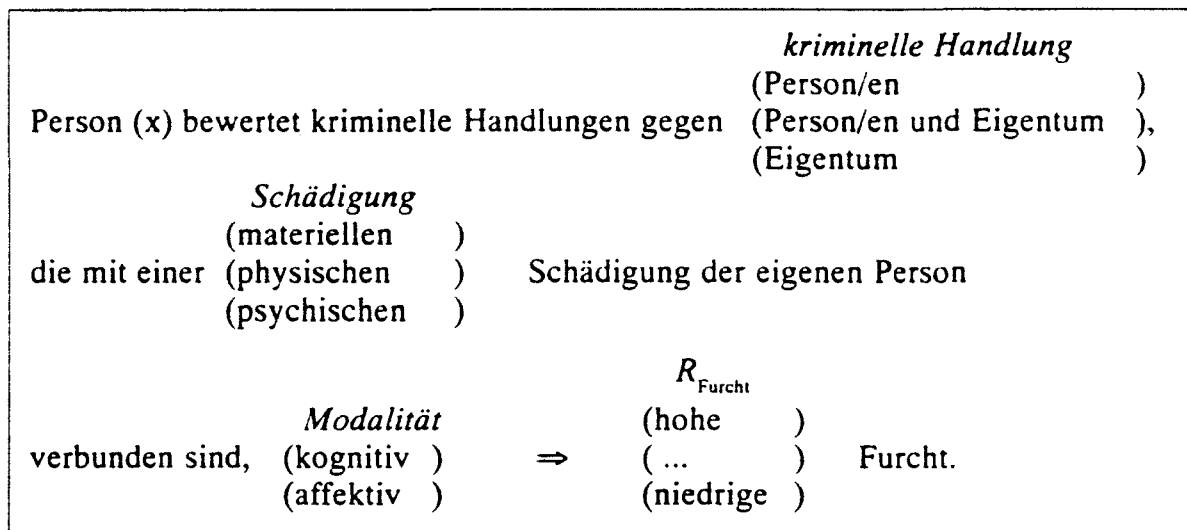 kriminelle Handlung
(Person/en )
Person (x) bewertet kriminelle Handlungen gegen (Person/en und Eigentum ),
(Eigentum )
Schädigung
(materiellen )
die mit einer (physischen ) Schädigung der eigenen Person
(psychischen )
R Furcht
Modalität (hohe )
verbunden sind, (kognitiv ) ⇒ ( ... ) Furcht.
(affektiv ) (niedrige )